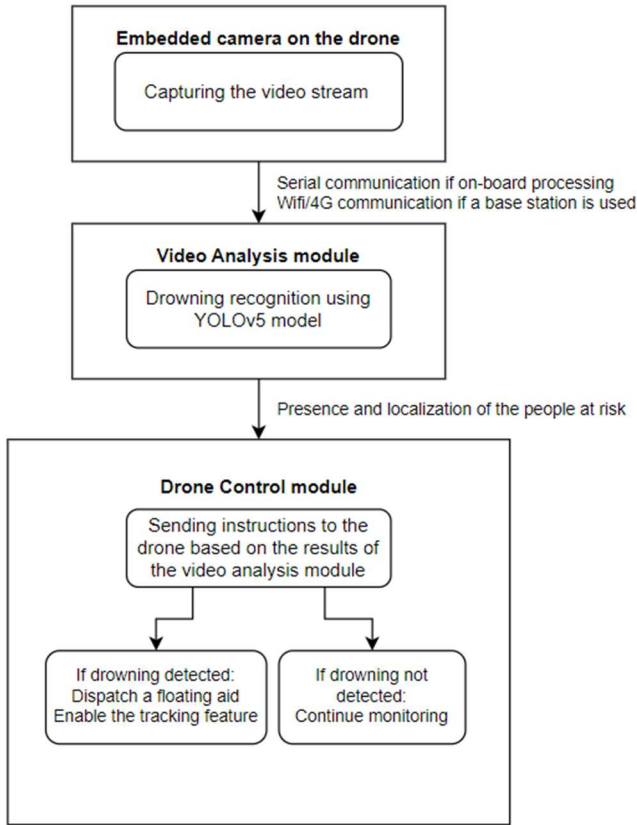 Embedded camera on the drone
Capturing the video stream
Serial communication if on-board processing
Wifi/4G communication if a base station is used
Video Analysis module
Drowning recognition using
YOLOv5 model
Presence and localization of the people at risk
Drone Control module
Sending instructions to the
drone based on the results of
the video analysis module
If drowning detected:
Dispatch a floating aid
Enable the tracking feature
If drowning not
detected:
Continue monitoring